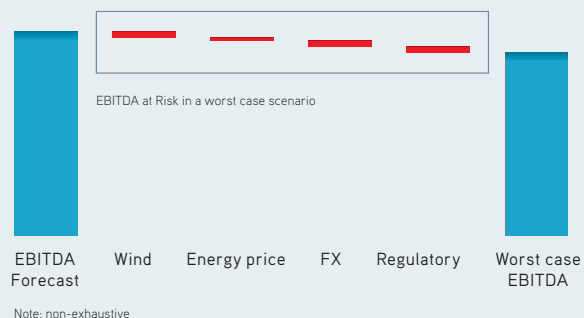 EBITDA at Risk in a worst case scenario
EBITDA Forecast
Wind
Energy price
FX
Regulatory
Worst case EBITDA
Note: non-exhaustive